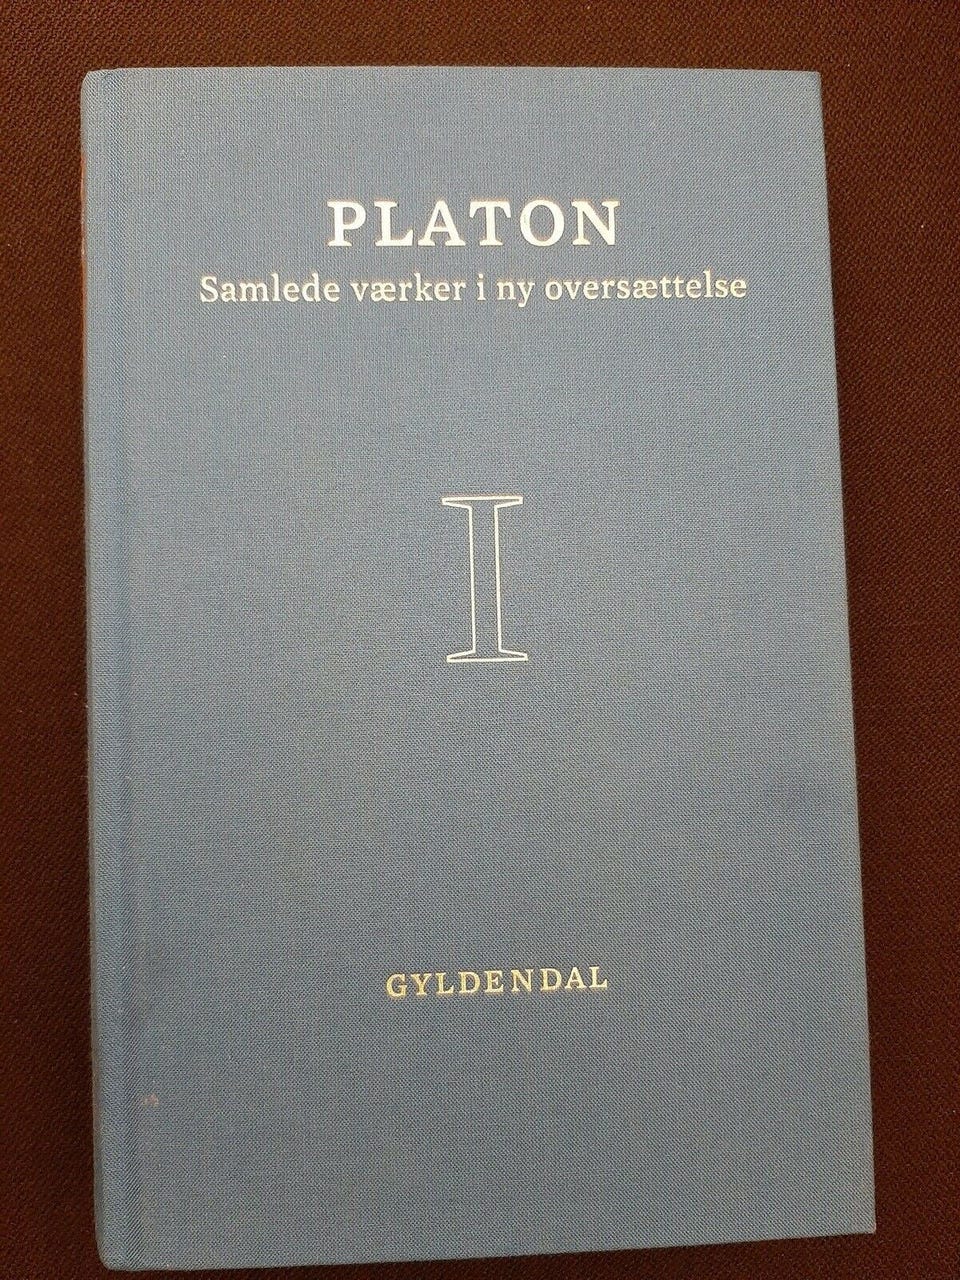 PLATON
Samlede værker i ny oversættelse
I
GYLDENDAL